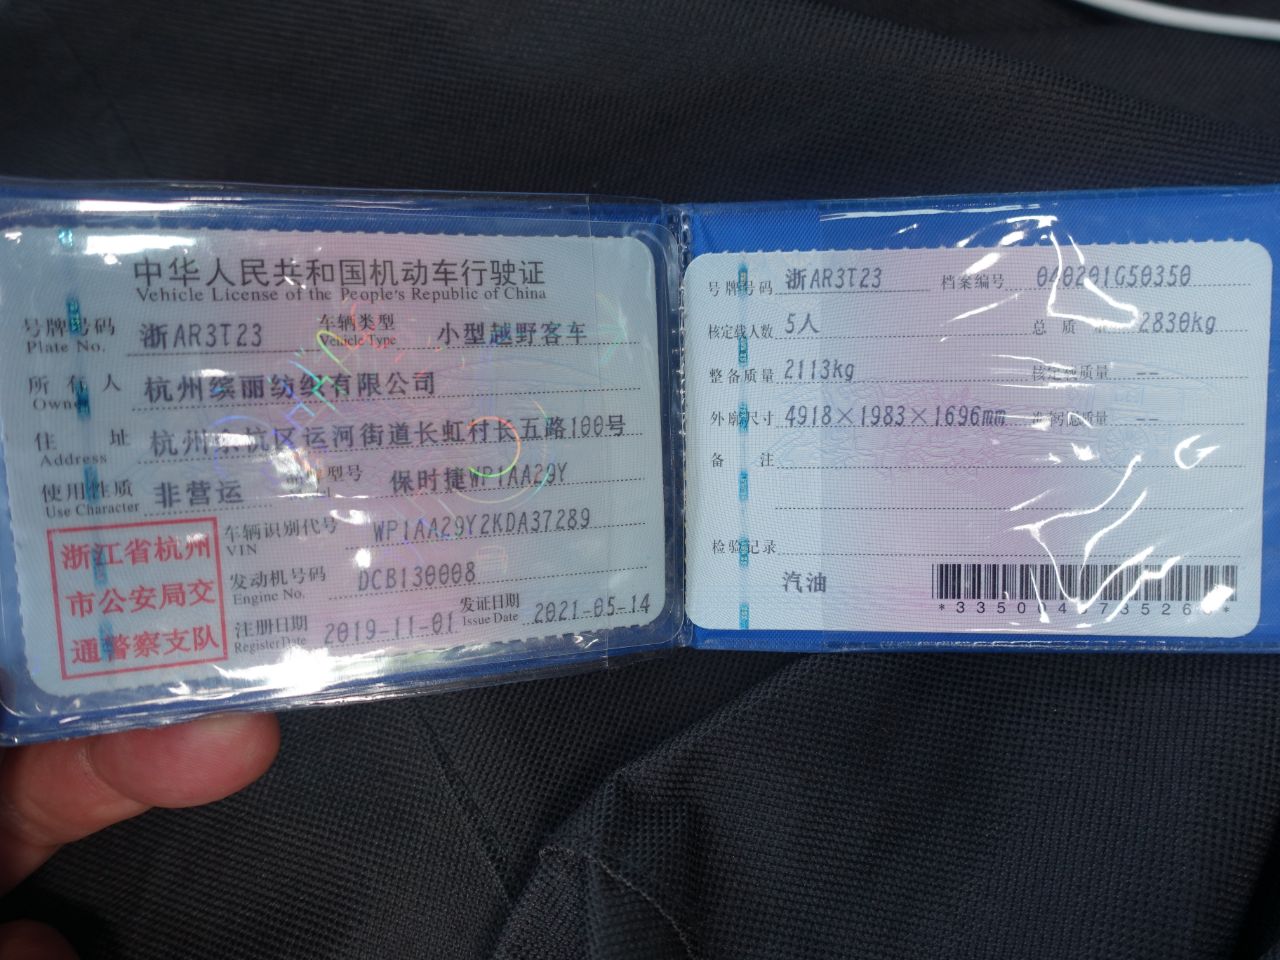 中华人民共和国机动车行驶证
Vehicle License of the People's Republic of China
号牌号码 浙AR3T23 车辆类型 小型越野客车
Plate No. Vehicle Type
所有人 杭州缤丽纺织有限公司
Owner
住址 杭州余杭区运河街道长虹村长五路100号
Address
使用性质 非营运 型号 保时捷WP1AA29Y
Use Character
车辆识别代号 WP1AA29Y2KDA37289
VIN
发动机号码 DCB130008
Engine No.
注册日期 2019-11-01 发证日期 2021-05-14
Register Date Issue Date
浙江省杭州
市公安局交
通警察支队
号牌号码 浙AR3T23 档案编号 040201G50350
核定载人数 5人 总质量 2830kg
整备质量 2113kg 核定载质量 --
外廓尺寸 4918×1983×1696mm 准牵总质量 --
备注
检验记录
汽油